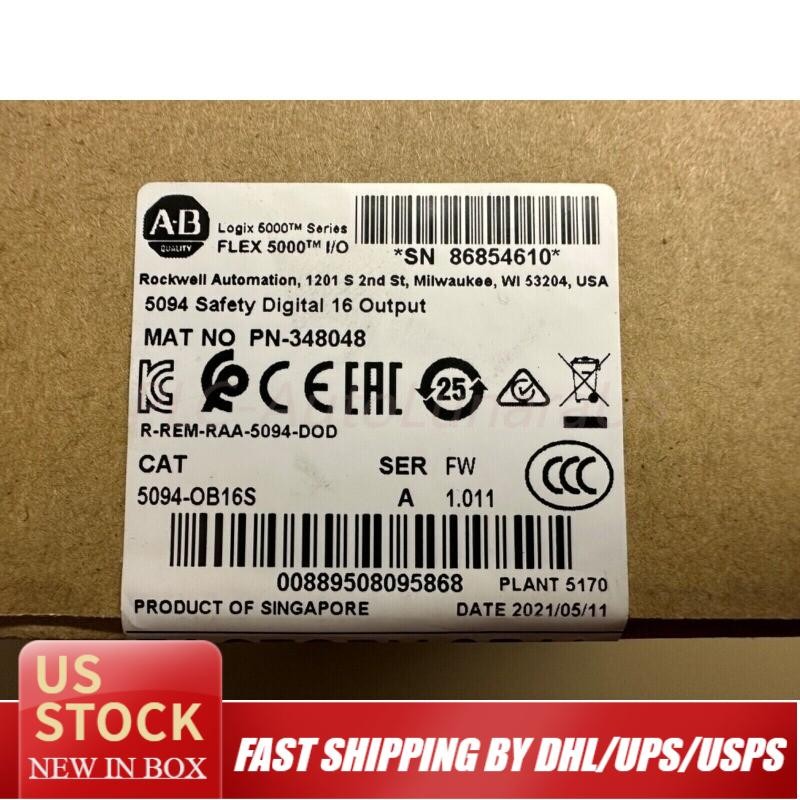 A-B
QUALITY
Logix 5000™ Series
FLEX 5000™ I/O
*SN 86854610*
Rockwell Automation, 1201 S 2nd St, Milwaukee, WI 53204, USA
5094 Safety Digital 16 Output
MAT NO PN-348048
CE EAC 25
R-REM-RAA-5094-DOD
CAT SER FW
5094-OB16S A 1.011
CCC
00889508095868 PLANT 5170
PRODUCT OF SINGAPORE DATE 2021/05/11
US
STOCK
NEW IN BOX
FAST SHIPPING BY DHL/UPS/USPS